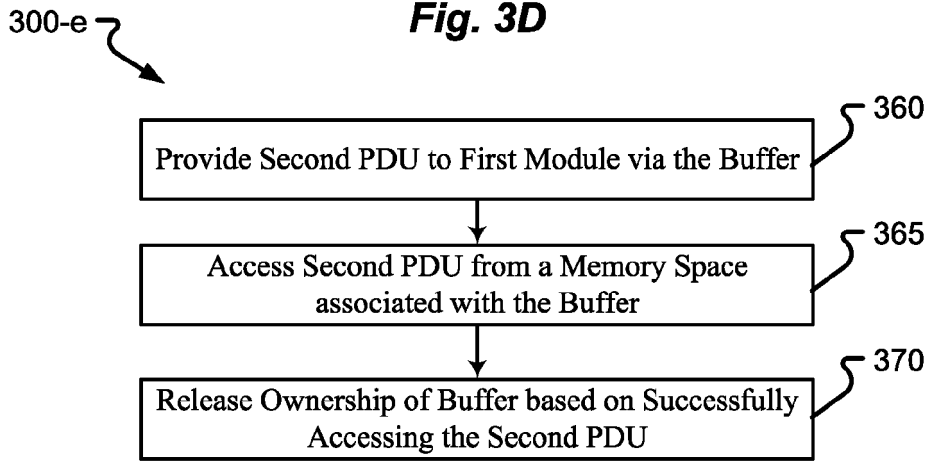 Fig. 3D
300-e
360
Provide Second PDU to First Module via the Buffer
365
Access Second PDU from a Memory Space
associated with the Buffer
370
Release Ownership of Buffer based on Successfully
Accessing the Second PDU